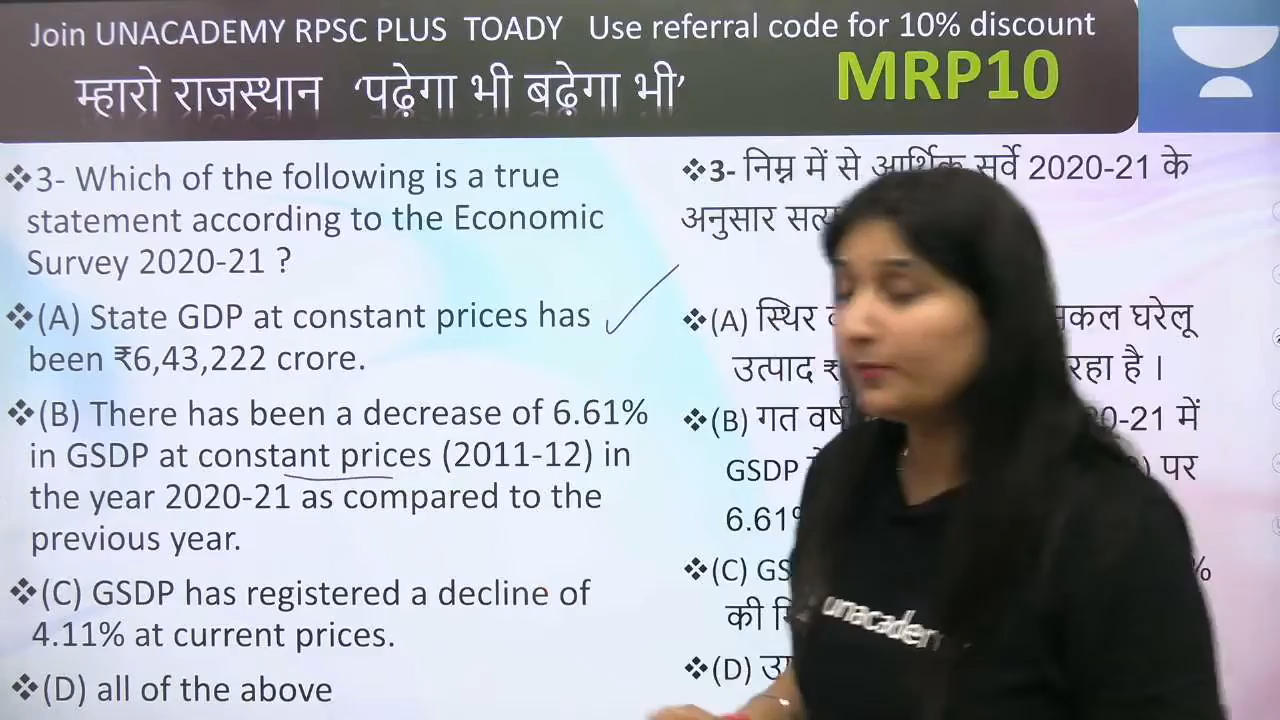 Join UNACADEMY RPSC PLUS TOADY Use referral code for 10% discount
म्हारो राजस्थान ‘पढ़ेगा भी बढ़ेगा भी’ MRP10
❖3- Which of the following is a true
statement according to the Economic
Survey 2020-21 ?
❖(A) State GDP at constant prices has
been ₹6,43,222 crore.
❖(B) There has been a decrease of 6.61%
in GSDP at constant prices (2011-12) in
the year 2020-21 as compared to the
previous year.
❖(C) GSDP has registered a decline of
4.11% at current prices.
❖(D) all of the above
❖3- निम्न में से आर्थिक सर्वे 2020-21 के
अनुसार
❖(A) स्थिर घरेलू
उत्पाद रहा है ।
❖(B) गत वर्ष 2020-21 में
GSDP पर
6.61%
❖(C) %
की
❖(D)
unacademy